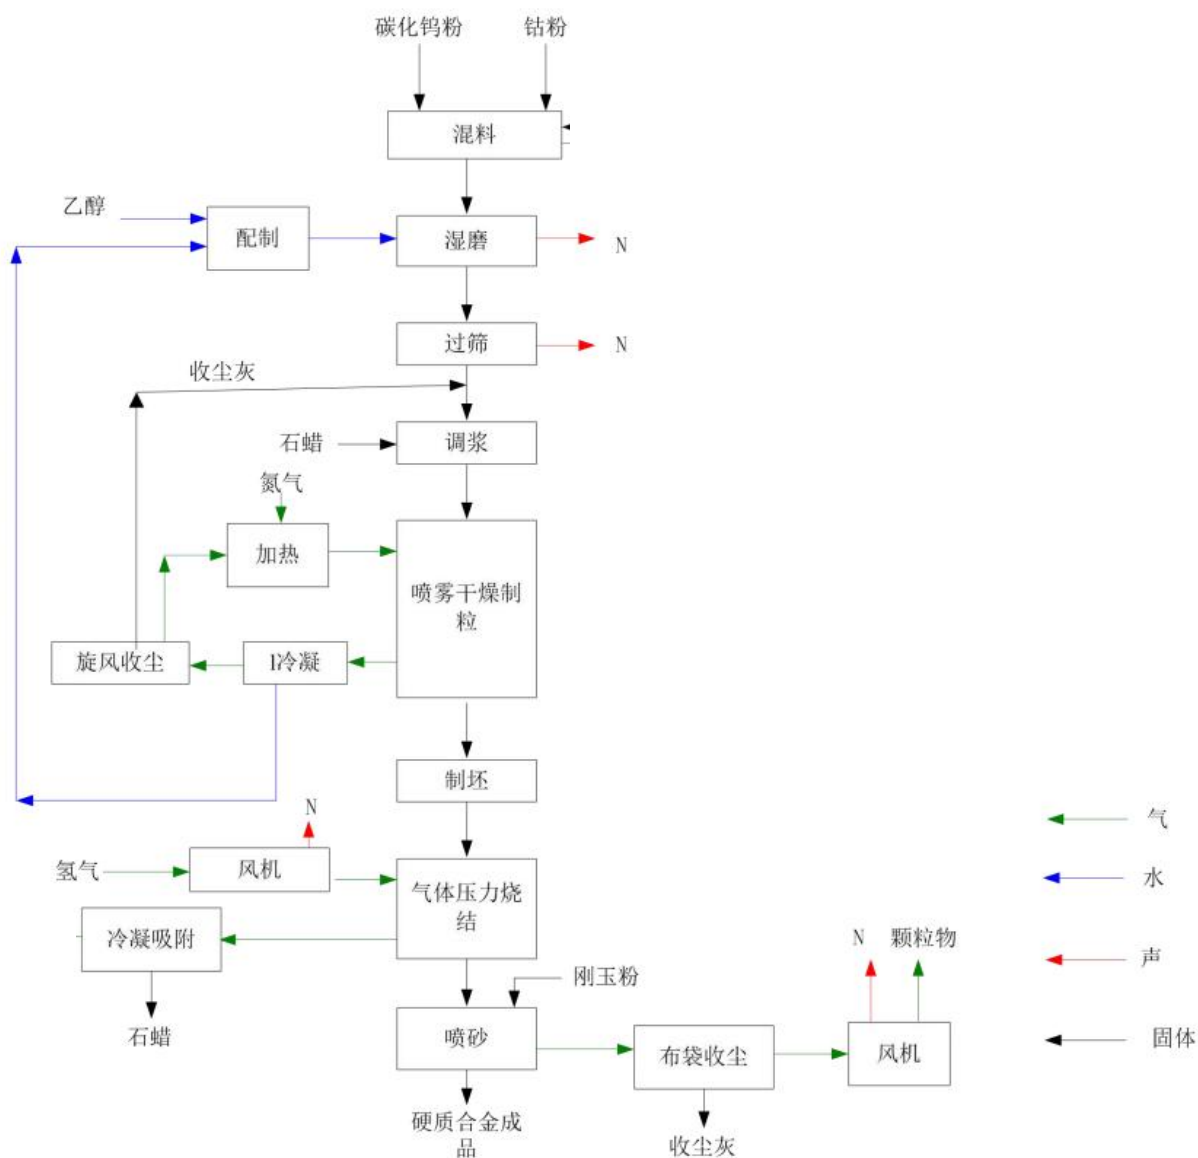 碳化钨粉
钴粉
混料
乙醇
配制
湿磨
N
过筛
N
收尘灰
石蜡
调浆
氮气
加热
喷雾干燥制
粒
旋风收尘
1冷凝
制坯
N
氢气
风机
气体压力烧
结
冷凝吸附
石蜡
刚玉粉
喷砂
布袋收尘
N
颗粒物
风机
硬质合金成
品
收尘灰
气
水
声
固体